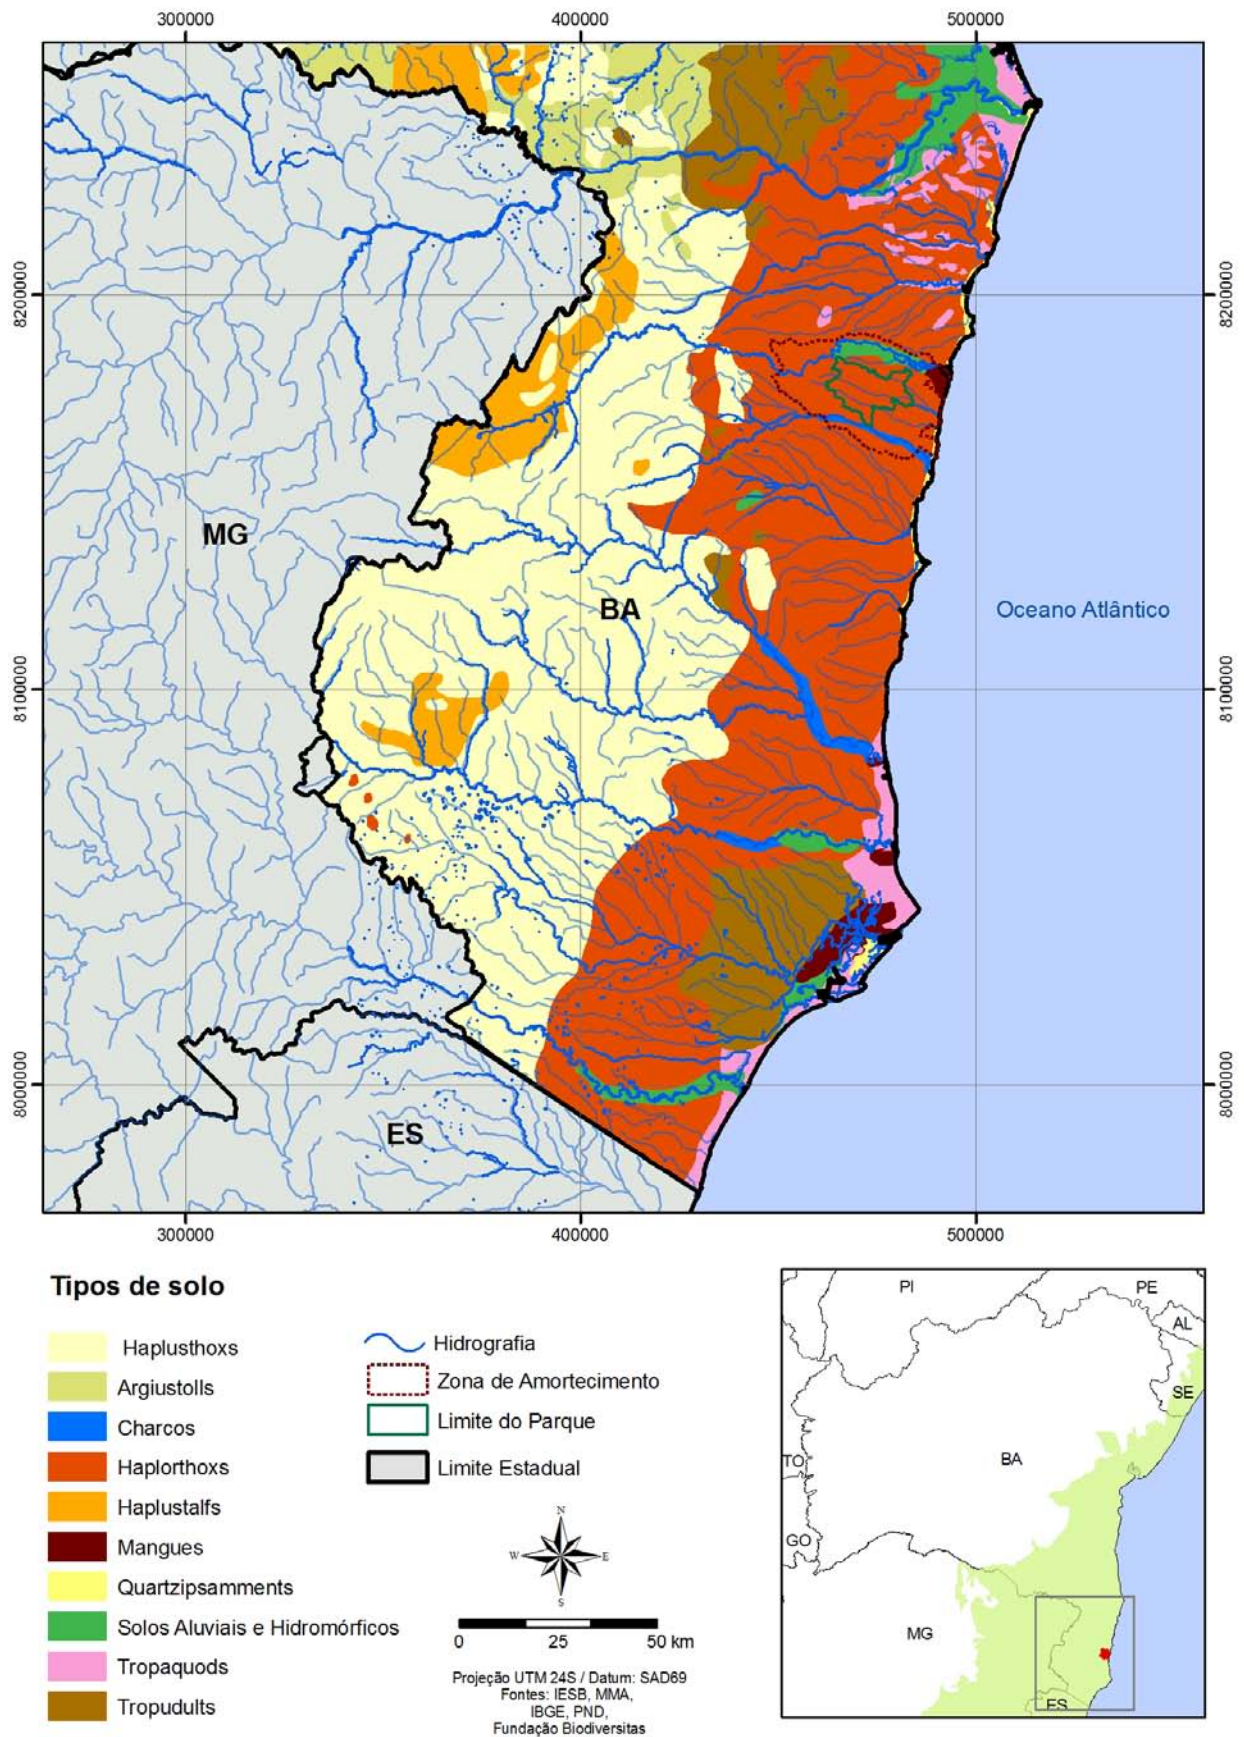 300000
400000
500000
8200000
8200000
MG
BA
Oceano Atlântico
8100000
8100000
8000000
8000000
ES
300000
400000
500000
Tipos de solo
Haplusthoxs
Argiustolls
Charcos
Haplorthoxs
Haplustalfs
Mangues
Quartzipsamments
Solos Aluviais e Hidromórficos
Tropaquods
Tropudults
Hidrografia
Zona de Amortecimento
Limite do Parque
Limite Estadual
N
W
E
S
0
25
50 km
Projeção UTM 24S / Datum: SAD69
Fontes: IESB, MMA,
IBGE, PND,
Fundação Biodiversitas
PI
PE
AL
SE
TO
BA
GO
MG
ES